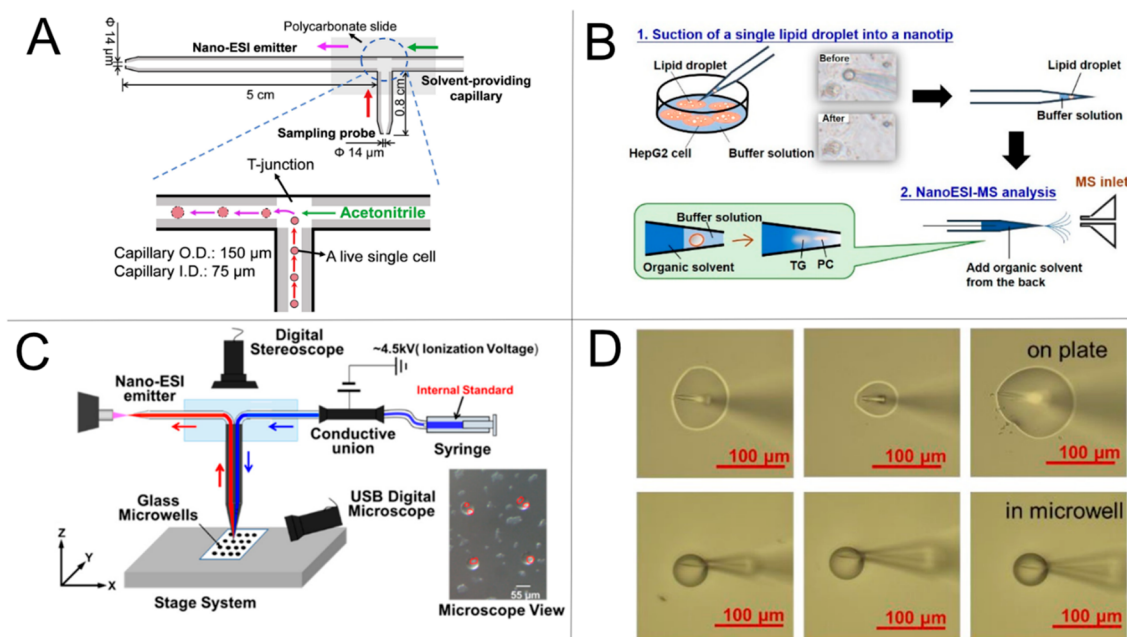 A
Φ
14 µm
Polycarbonate slide
Nano-ESI emitter
Solvent-providing
capillary
5 cm
0.8 cm
Sampling probe
Φ 14 µm
T-junction
Acetonitrile
Capillary O.D.: 150 µm
Capillary I.D.: 75 µm
A live single cell
B
1. Suction of a single lipid droplet into a nanotip
Lipid droplet
Before
After
HepG2 cell
Buffer solution
Lipid droplet
Buffer solution
2. NanoESI-MS analysis
MS inlet
Buffer solution
Organic solvent
TG
PC
Add organic solvent
from the back
C
Digital
Stereoscope
~4.5kV( Ionization Voltage)
Nano-ESI
emitter
Internal Standard
Conductive
union
Syringe
Glass
Microwells
USB Digital
Microscope
Z
Y
X
Stage System
55 µm
Microscope View
D
on plate
100 µm
100 µm
100 µm
in microwell
100 µm
100 µm
100 µm